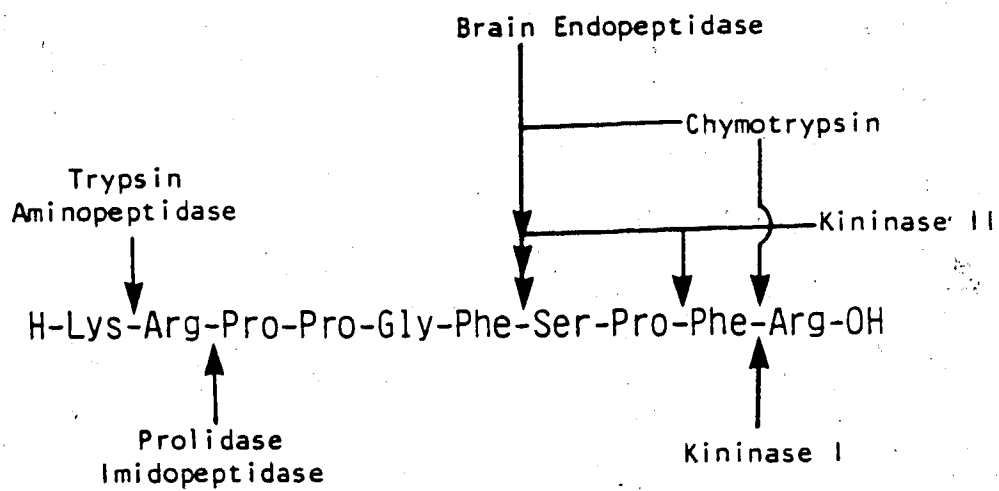 Brain Endopeptidase
Chymotrypsin
Trypsin
Aminopeptidase
Kininase II
H-Lys-Arg-Pro-Pro-Gly-Phe-Ser-Pro-Phe-Arg-OH
Prolidase
Imidopeptidase
Kininase I